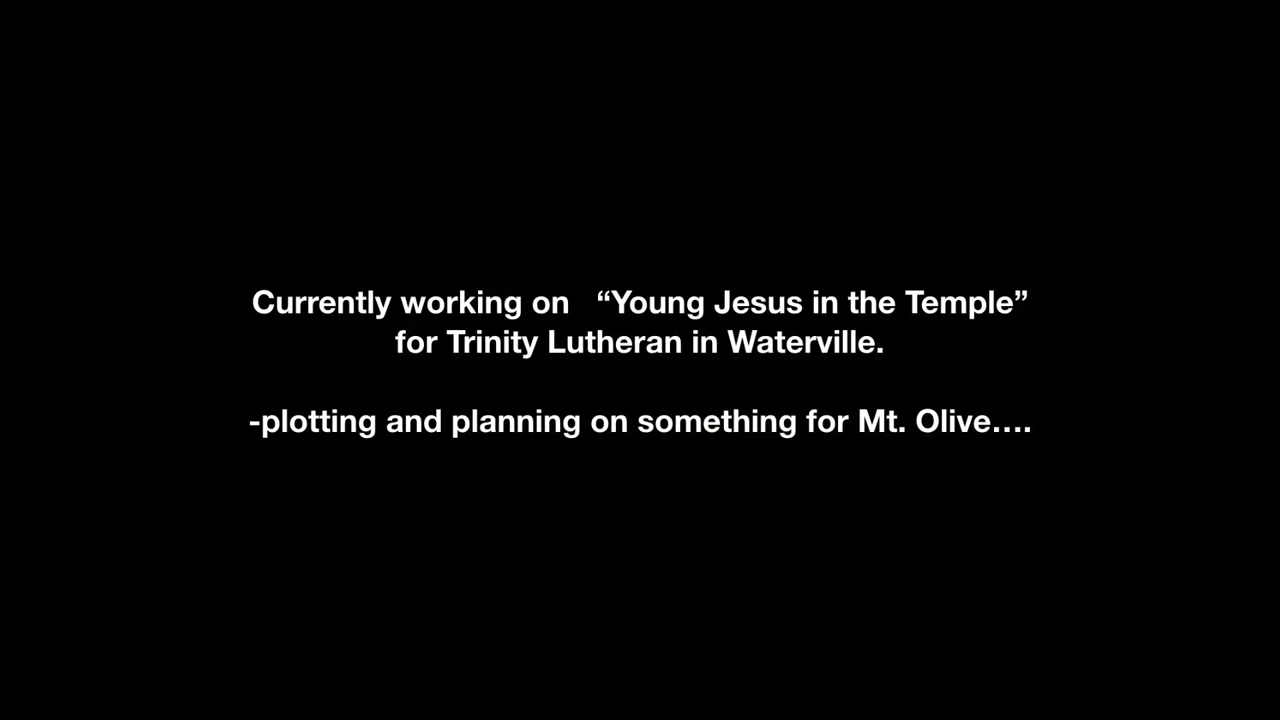 Currently working on   “Young Jesus in the Temple”
for Trinity Lutheran in Waterville.
-plotting and planning on something for Mt. Olive….